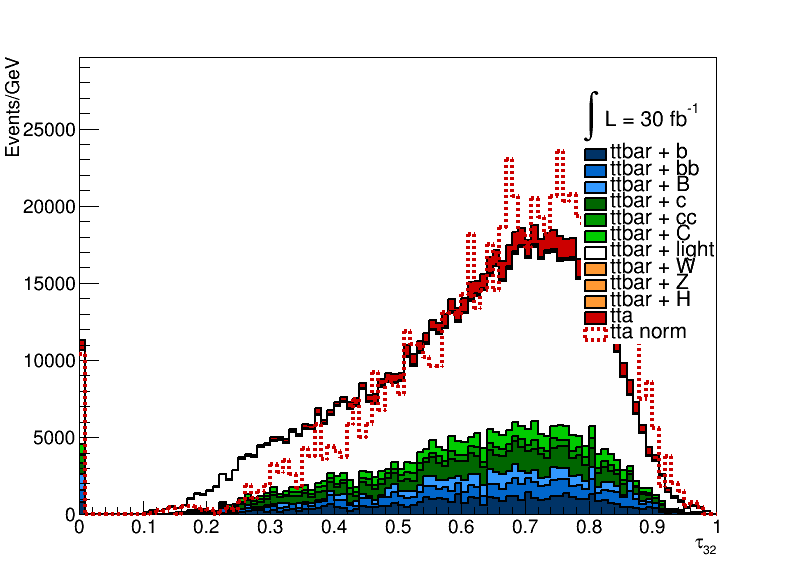 Events/GeV
25000
20000
15000
10000
5000
0
0 0.1 0.2 0.3 0.4 0.5 0.6 0.7 0.8 0.9 1
τ32
∫ L = 30 fb-1
ttbar + b
ttbar + bb
ttbar + B
ttbar + c
ttbar + cc
ttbar + C
ttbar + light
ttbar + W
ttbar + Z
ttbar + H
tta
tta norm